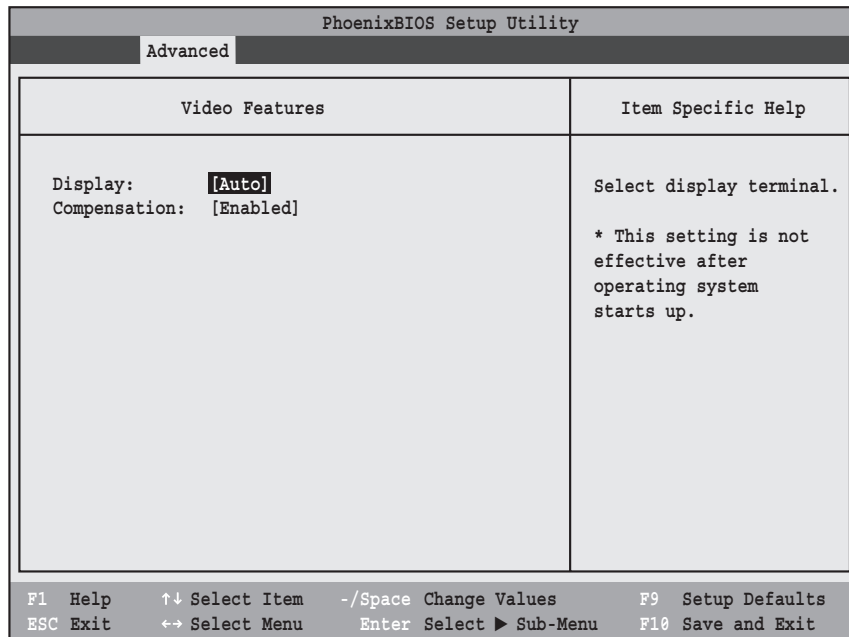 PhoenixBIOS Setup Utility
Advanced
Video Features
Item Specific Help
Display: [Auto]
Compensation: [Enabled]
Select display terminal.
* This setting is not
effective after
operating system
starts up.
F1 Help ↑↓ Select Item -/Space Change Values F9 Setup Defaults
ESC Exit ←→ Select Menu Enter Select ▶ Sub-Menu F10 Save and Exit